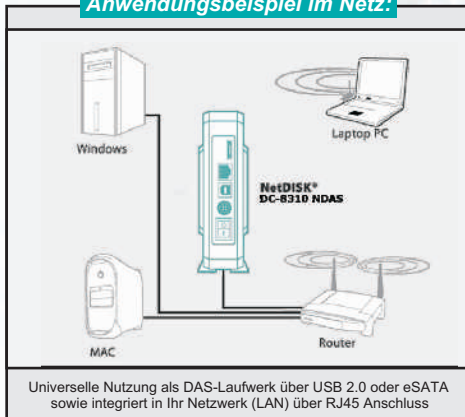 Anwendungsbeispiel im Netz:
Windows
Laptop PC
NetDISK®
DC-8310 NDAS
MAC
Router
Universelle Nutzung als DAS-Laufwerk über USB 2.0 oder eSATA
sowie integriert in Ihr Netzwerk (LAN) über RJ45 Anschluss